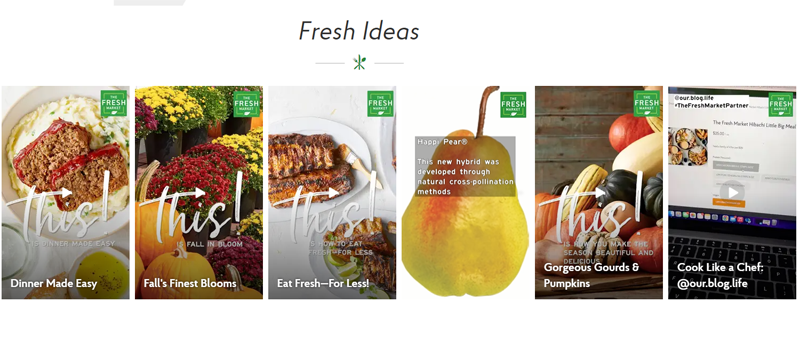 Fresh Ideas
THE
FRESH
MARKET
this!
IS DINNER MADE EASY
Dinner Made Easy
THE
FRESH
MARKET
this!
IS FALL IN BLOOM
Fall's Finest Blooms
THE
FRESH
MARKET
this!
IS HOW TO EAT
FRESH–FOR LESS
Eat Fresh—For Less!
THE
FRESH
MARKET
Happy Pear®
This new hybrid was
developed through
natural cross-pollination
methods
THE
FRESH
MARKET
this!
IS HOW YOU MAKE THE
SEASON BEAUTIFUL AND
DELICIOUS
Gorgeous Gourds &
Pumpkins
@our.blog.life
#TheFreshMarketPartner
THE
FRESH
MARKET
The Fresh Market Hibachi Little Big Meal
Cook Like a Chef:
@our.blog.life